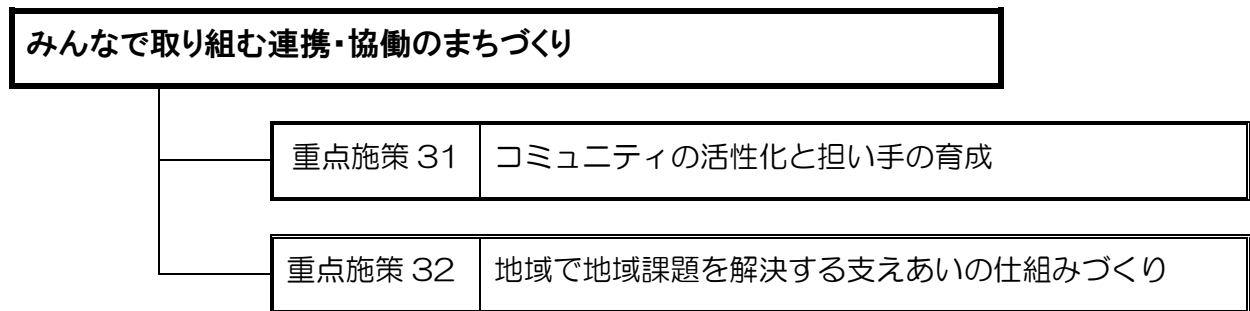 みんなで取り組む連携・協働のまちづくり
重点施策 31 コミュニティの活性化と担い手の育成
重点施策 32 地域で地域課題を解決する支えあいの仕組みづくり